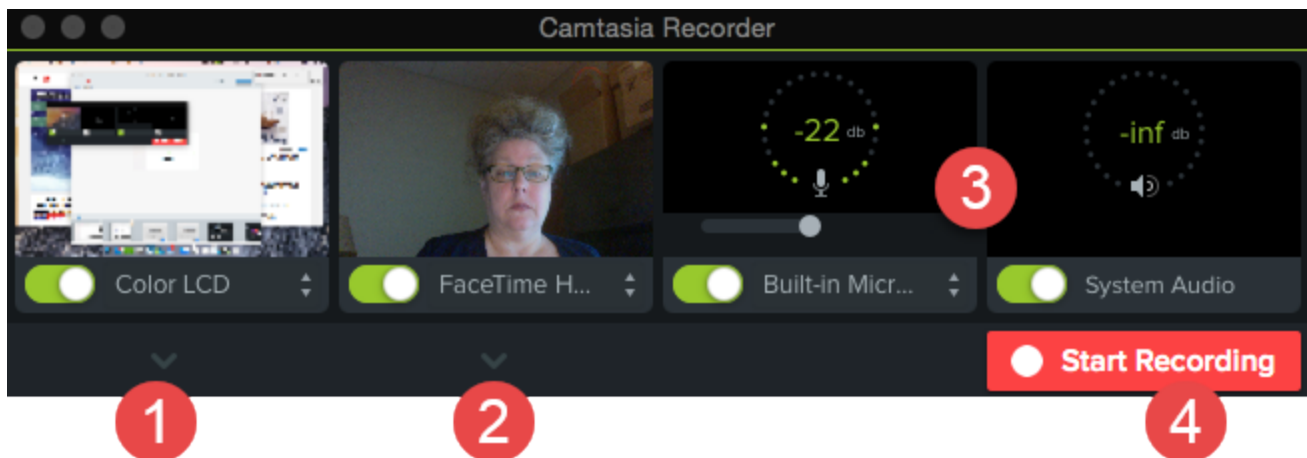 Camtasia Recorder
-22 db
-inf db
3
Color LCD
FaceTime H...
Built-in Micr...
System Audio
Start Recording
1
2
4